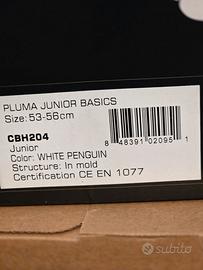 PLUMA JUNIOR BASICS
Size: 53-56cm
CBH204
Junior
Color: WHITE PENGUIN
Structure: In mold
Certification CE EN 1077
8 48391 02095 1
subito